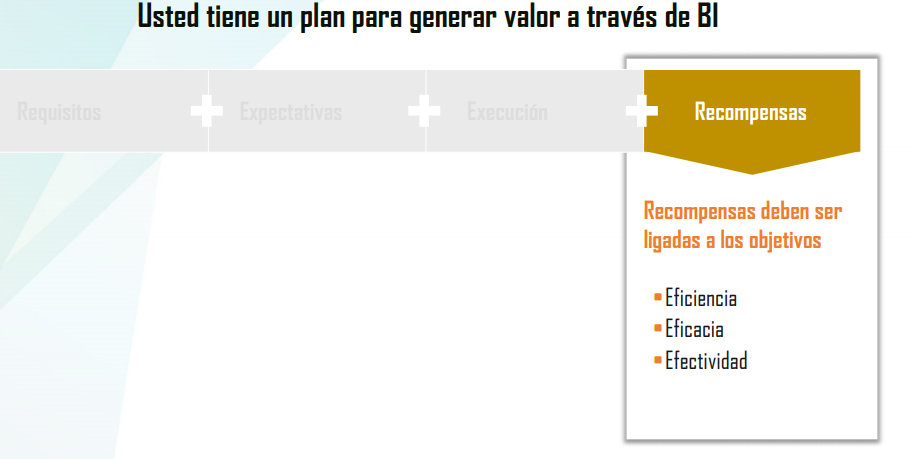 Usted tiene un plan para generar valor a través de BI
Requisitos
Expectativas
Execución
Recompensas
Recompensas deben ser
ligadas a los objetivos
Eficiencia
Eficacia
Efectividad